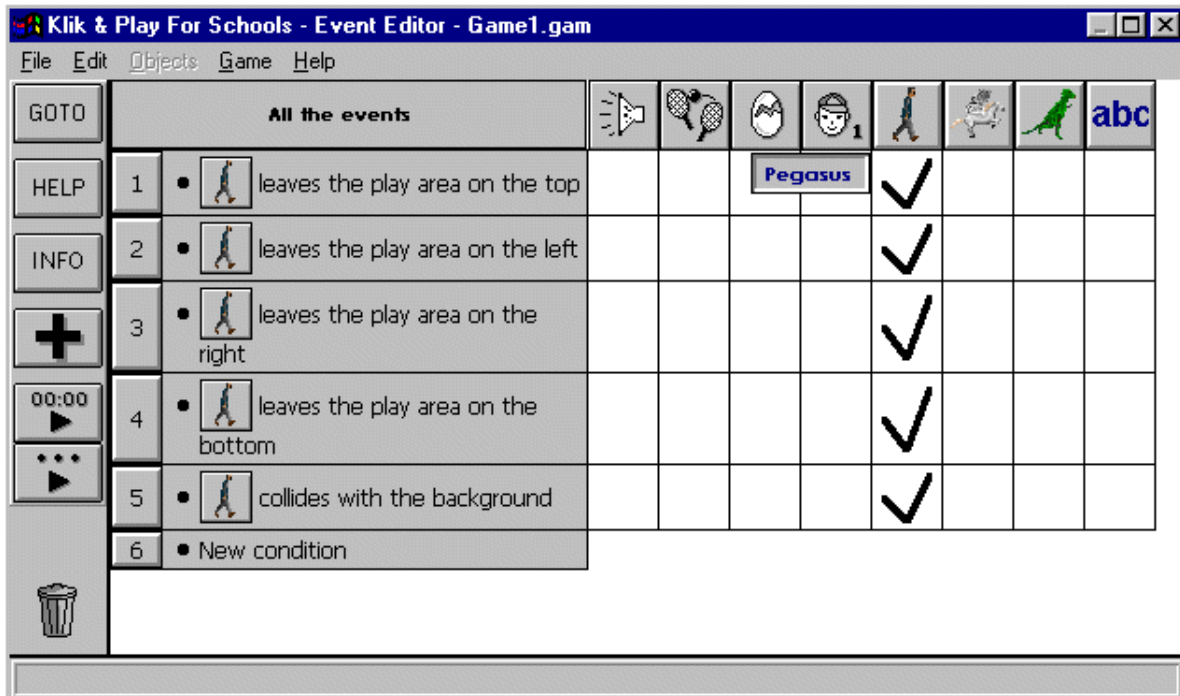 Klik & Play For Schools - Event Editor - Game1.gam
File Edit Objects Game Help
GOTO
All the events
1
abc
HELP
1 • leaves the play area on the top
Pegasus
INFO
2 • leaves the play area on the left
3 • leaves the play area on the
right
00:00
4 • leaves the play area on the
bottom
5 • collides with the background
6 • New condition